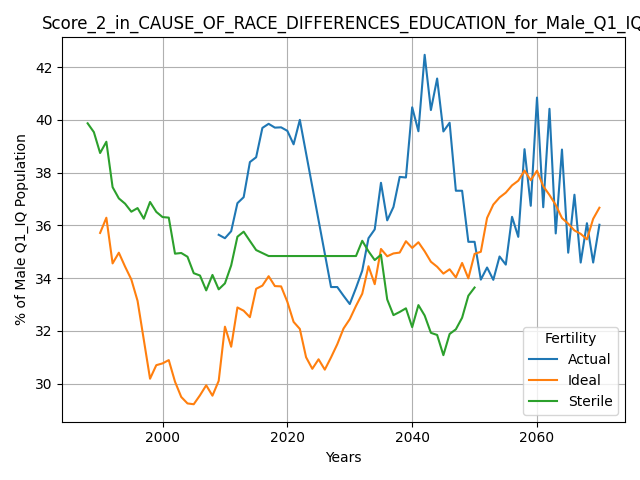 Score_2_in_CAUSE_OF_RACE_DIFFERENCES_EDUCATION_for_Male_Q1_IQ
% of Male Q1_IQ Population
42
40
38
36
34
32
30
2000
2020
2040
2060
Years
Fertility
Actual
Ideal
Sterile